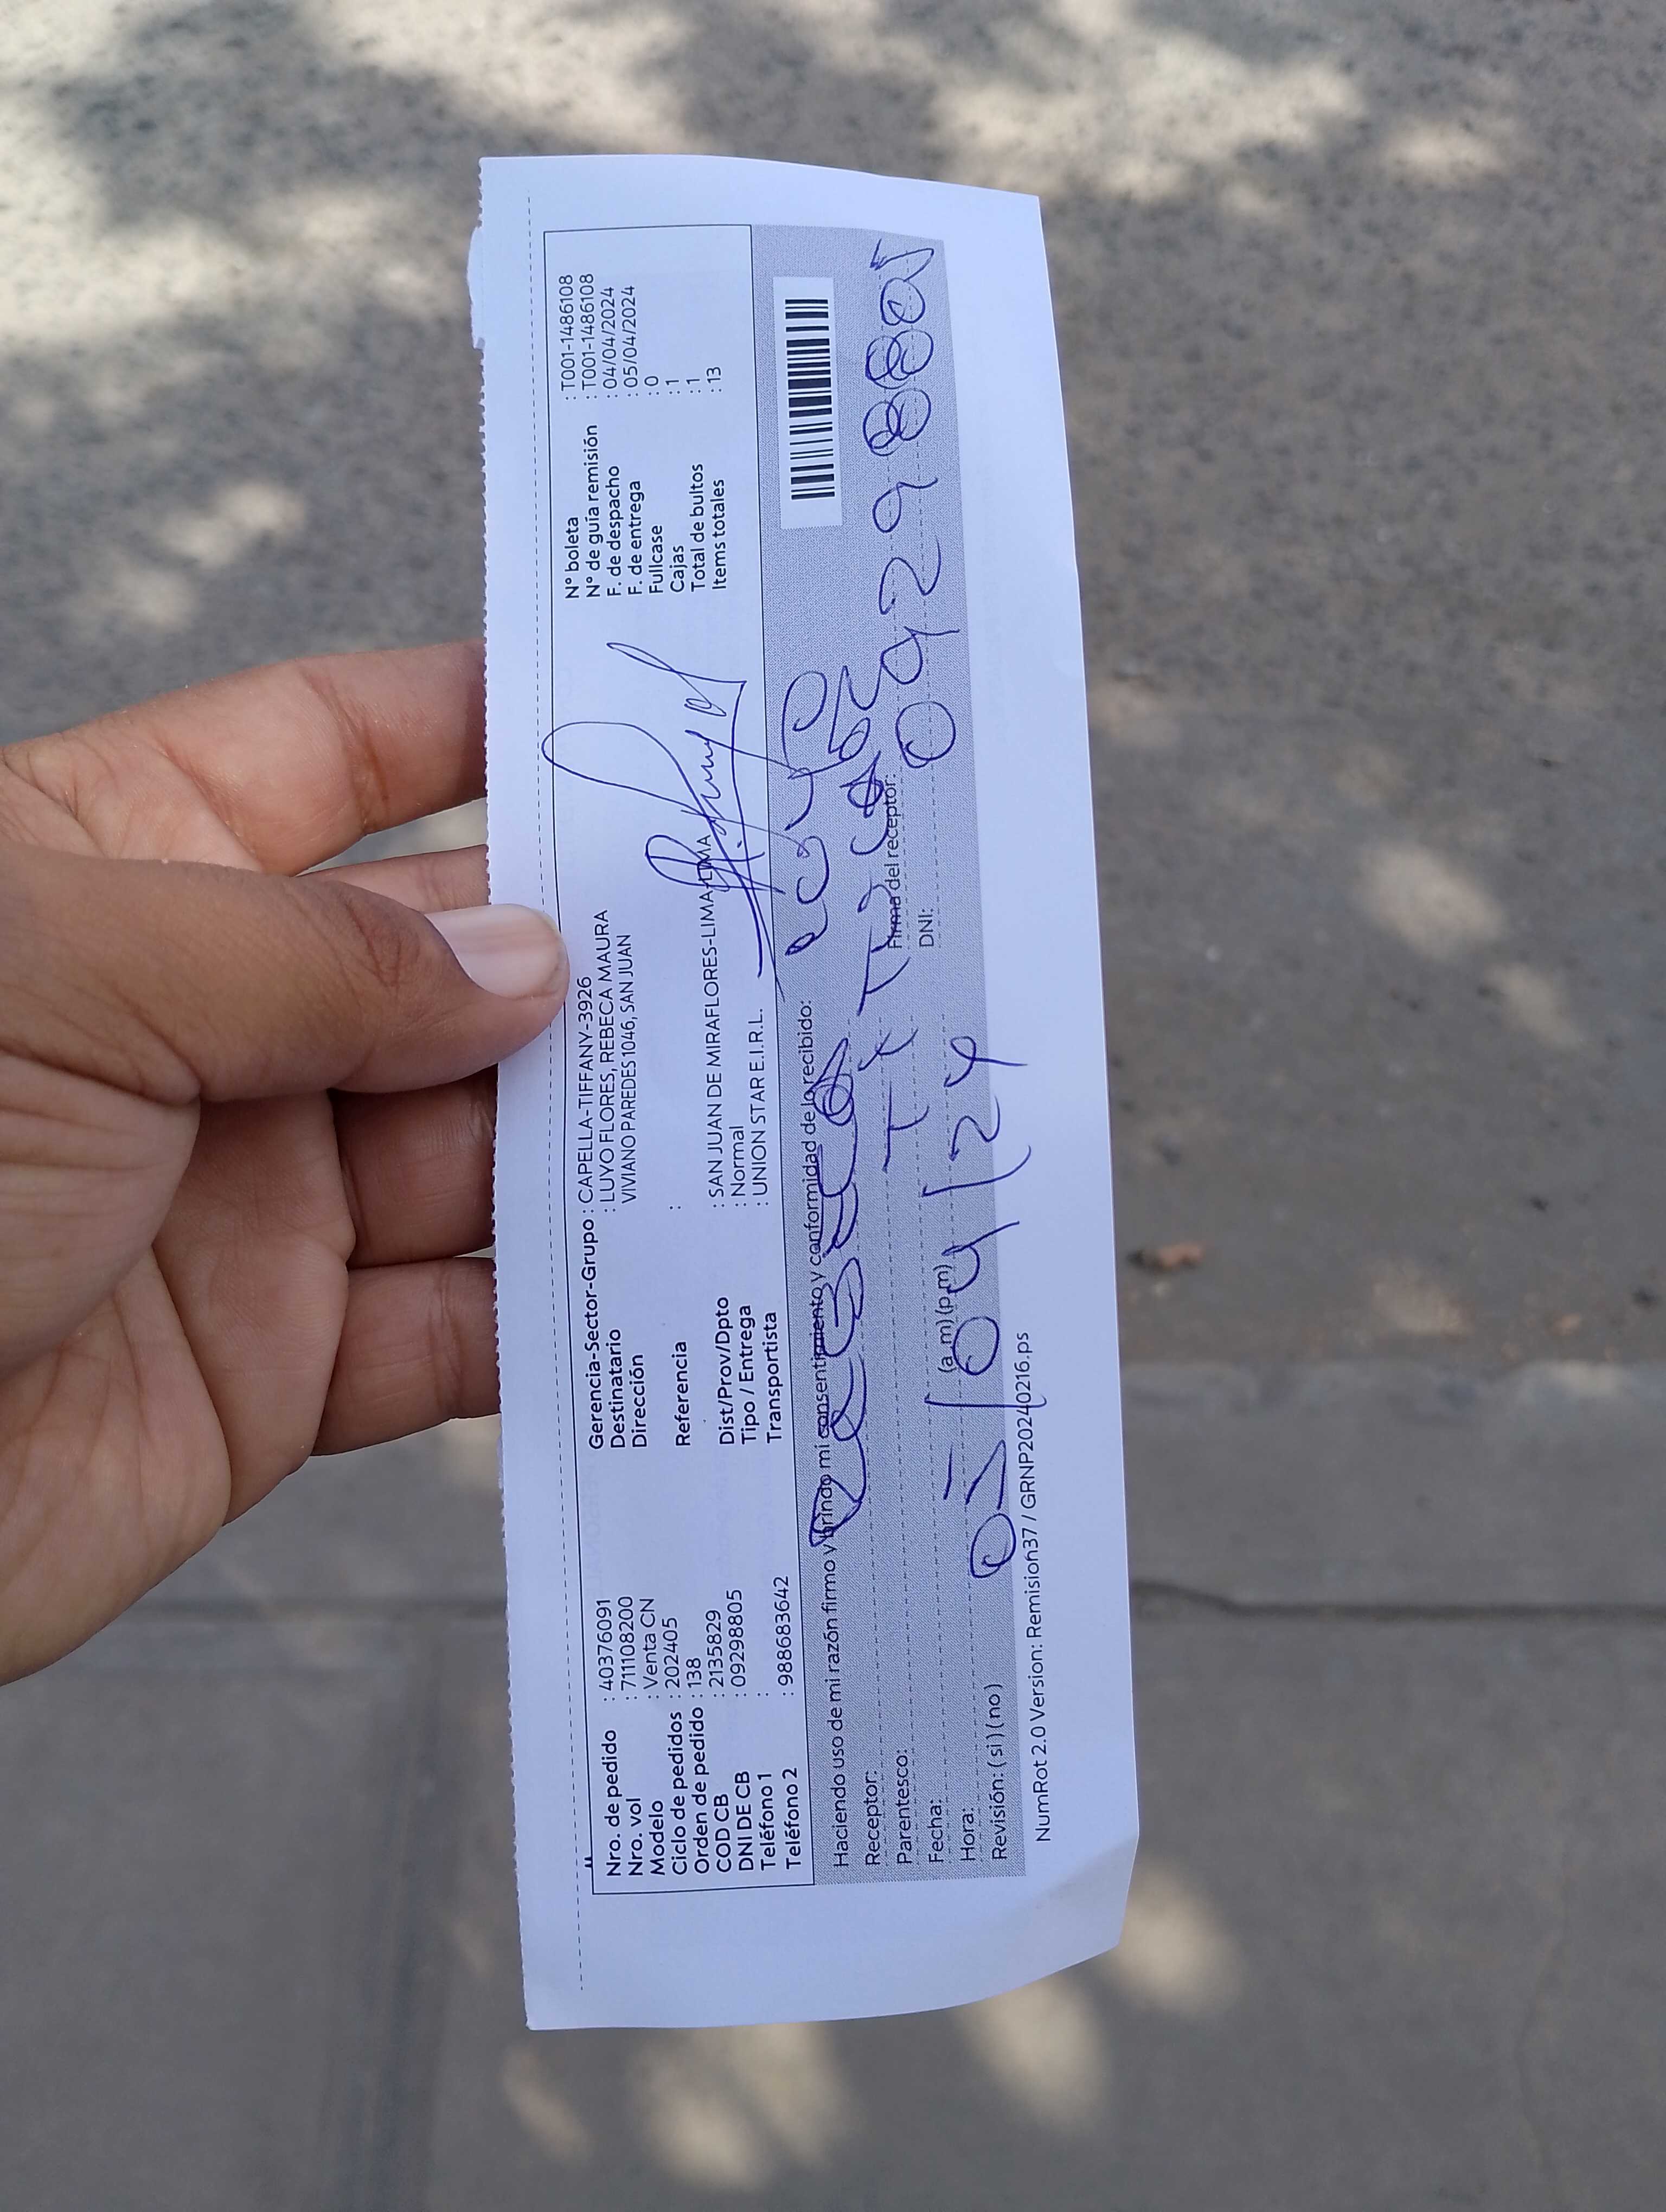 Nro. de pedido : 40376091
Nro. vol : 711108200
Modelo : Venta CN
Ciclo de pedidos : 202405
Orden de pedido : 138
COD CB : 2135829
DNI DE CB : 09298805
Teléfono 1 :
Teléfono 2 : 988683642
Gerencia-Sector-Grupo : CAPELLA-TIFFANY-3926
Destinatario : LUYO FLORES, REBECA MAURA
Dirección VIVIANO PAREDES 1046, SAN JUAN
Referencia :
Dist/Prov/Dpto : SAN JUAN DE MIRAFLORES-LIMA-LIMA
Tipo / Entrega : Normal
Transportista : UNION STAR E.I.R.L.
N° boleta : T001-1486108
N° de guía remisión : T001-1486108
F. de despacho : 04/04/2024
F. de entrega : 05/04/2024
Fullcase : 0
Cajas : 1
Total de bultos : 1
Items totales : 13
Haciendo uso de mi razón firmo y brindo mi consentimiento y conformidad de lo recibido:
Receptor: Rebeca Luyo
Parentesco: Titular
Firma del receptor:
Fecha: 05/04/24
DNI: 09298805
Hora: (a m) (p m)
Revisión: ( si ) ( no )
NumRot 2.0 Version: Remision37 / GRNP20240216.ps